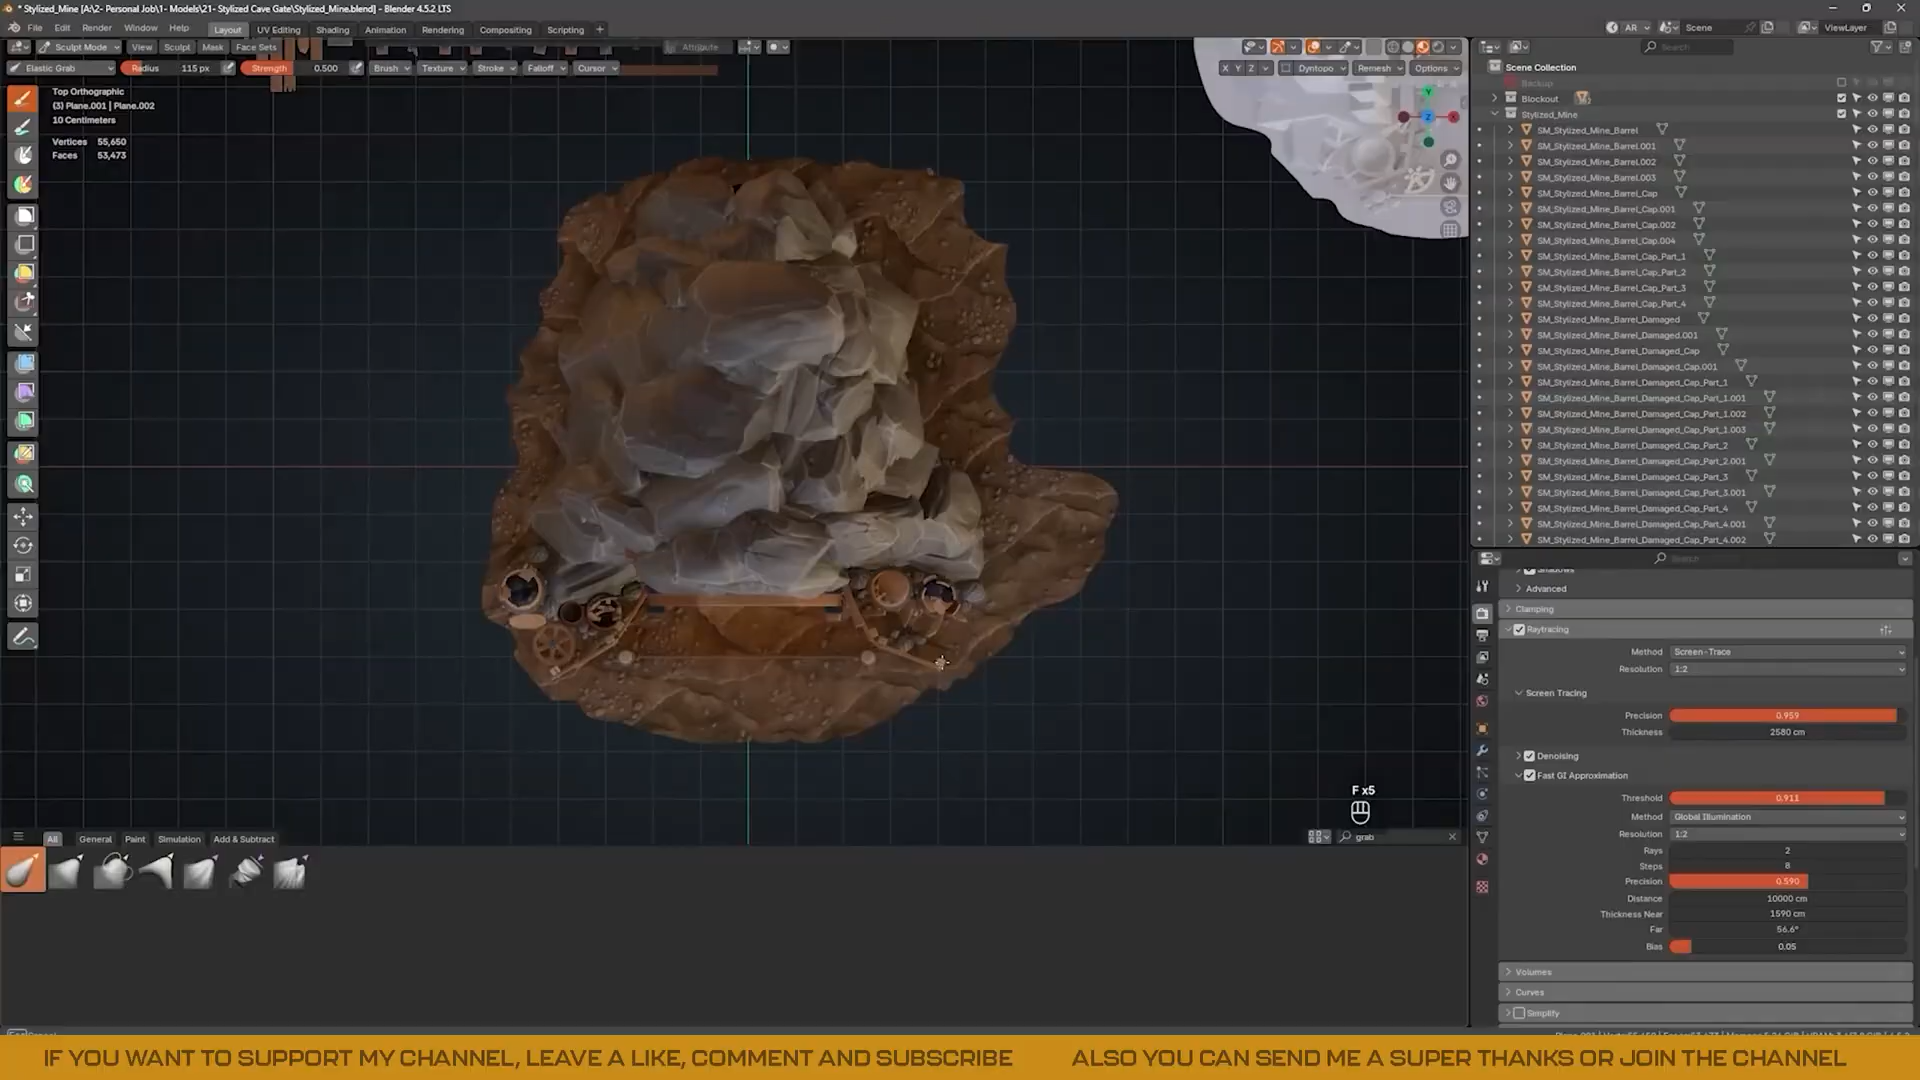 * Stylized_Mine [A:\2- Personal Job\1- Models\21- Stylized Cave Gate\Stylized_Mine.blend] - Blender 4.5.2 LTS
File Edit Render Window Help Layout UV Editing Shading Animation Rendering Compositing Scripting + AR Scene ViewLayer
Sculpt Mode View Sculpt Mask Face Sets Attribute Search
Elastic Grab Radius 115 px Strength 0.500 Brush Texture Stroke Falloff Cursor X Y Z Dyntopo Remesh Options
Top Orthographic
(3) Plane.001 | Plane.002
10 Centimeters
Vertices 55,650
Faces 53,473
Scene Collection
Backup
Blockout
Stylized_Mine
SM_Stylized_Mine_Barrel
SM_Stylized_Mine_Barrel.001
SM_Stylized_Mine_Barrel.002
SM_Stylized_Mine_Barrel.003
SM_Stylized_Mine_Barrel_Cap
SM_Stylized_Mine_Barrel_Cap.001
SM_Stylized_Mine_Barrel_Cap.002
SM_Stylized_Mine_Barrel_Cap.004
SM_Stylized_Mine_Barrel_Cap_Part_1
SM_Stylized_Mine_Barrel_Cap_Part_2
SM_Stylized_Mine_Barrel_Cap_Part_3
SM_Stylized_Mine_Barrel_Cap_Part_4
SM_Stylized_Mine_Barrel_Damaged
SM_Stylized_Mine_Barrel_Damaged.001
SM_Stylized_Mine_Barrel_Damaged_Cap
SM_Stylized_Mine_Barrel_Damaged_Cap.001
SM_Stylized_Mine_Barrel_Damaged_Cap_Part_1
SM_Stylized_Mine_Barrel_Damaged_Cap_Part_1.001
SM_Stylized_Mine_Barrel_Damaged_Cap_Part_1.002
SM_Stylized_Mine_Barrel_Damaged_Cap_Part_1.003
SM_Stylized_Mine_Barrel_Damaged_Cap_Part_2
SM_Stylized_Mine_Barrel_Damaged_Cap_Part_2.001
SM_Stylized_Mine_Barrel_Damaged_Cap_Part_3
SM_Stylized_Mine_Barrel_Damaged_Cap_Part_3.001
SM_Stylized_Mine_Barrel_Damaged_Cap_Part_4
SM_Stylized_Mine_Barrel_Damaged_Cap_Part_4.001
SM_Stylized_Mine_Barrel_Damaged_Cap_Part_4.002
Search
Shadows
Advanced
Clamping
Raytracing
Method Screen-Trace
Resolution 1:2
Screen Tracing
Precision 0.959
Thickness 2580 cm
Denoising
Fast GI Approximation
Threshold 0.911
Method Global Illumination
Resolution 1:2
Rays 2
Steps 8
Precision 0.590
Distance 10000 cm
Thickness Near 1590 cm
Far 56.6°
Bias 0.05
Volumes
Curves
Simplify
F x5
All General Paint Simulation Add & Subtract grab
IF YOU WANT TO SUPPORT MY CHANNEL, LEAVE A LIKE, COMMENT AND SUBSCRIBE ALSO YOU CAN SEND ME A SUPER THANKS OR JOIN THE CHANNEL